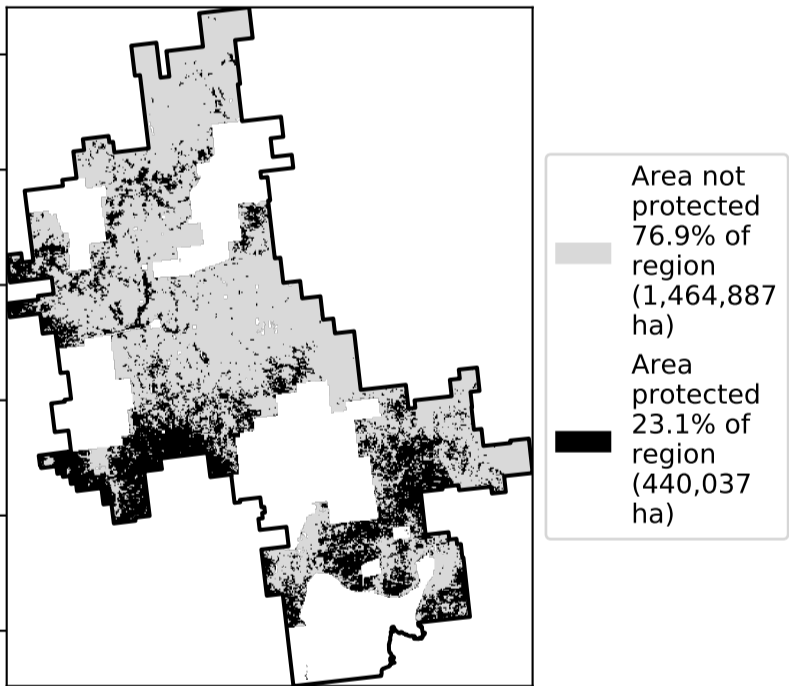 Area not
protected
76.9% of
region
(1,464,887
ha)
Area
protected
23.1% of
region
(440,037
ha)